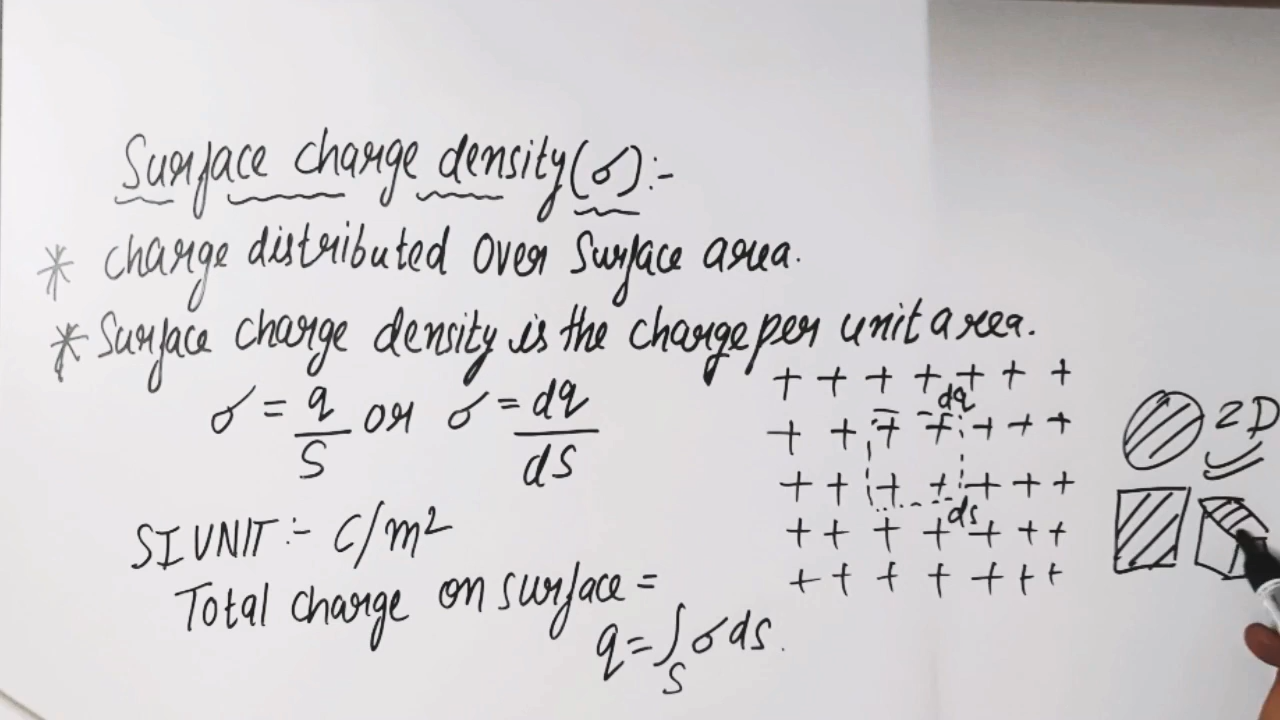 Surface charge density (σ):-
* charge distributed over surface area.
* Surface charge density is the charge per unit area.
σ = q/S or σ = dq/dS
SI UNIT:- C/m²
Total charge on surface =
q = ∫_S σ ds.
+ + + + + + +
dq
+ + + + + + +
+ + + + + + +
ds
+ + + + + + +
+ + + + + + +
2D